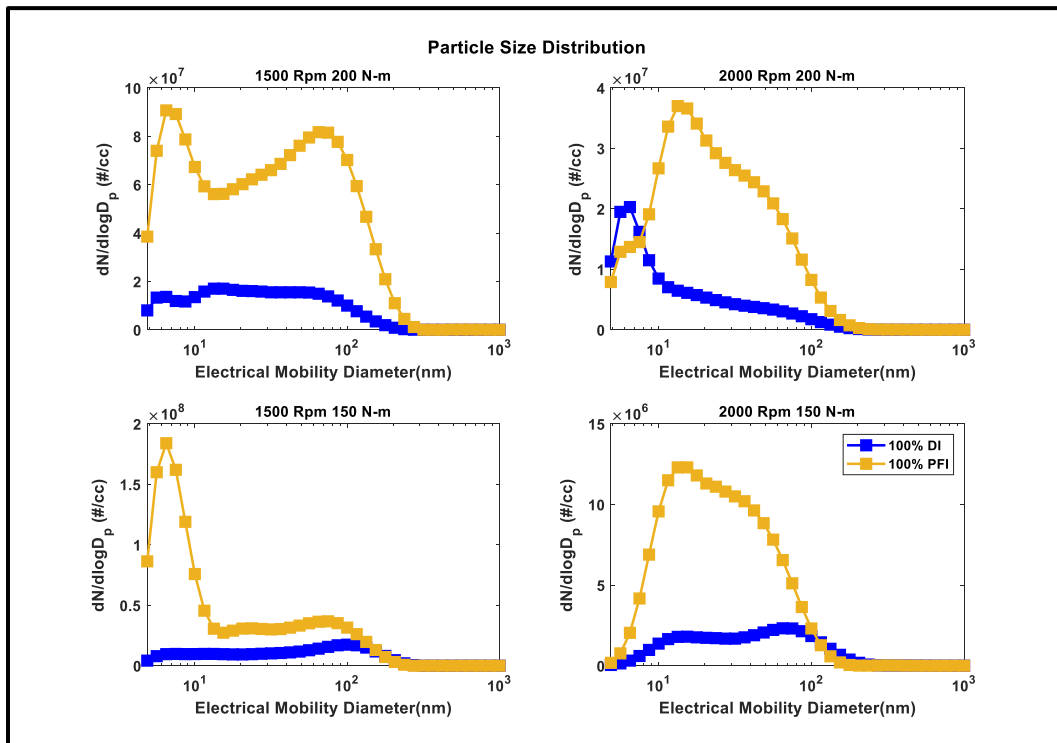 Particle Size Distribution
1500 Rpm 200 N-m
×10^7
10
8
6
4
2
0
dN/dlogD_p (#/cc)
10^1
10^2
10^3
Electrical Mobility Diameter(nm)
2000 Rpm 200 N-m
×10^7
4
3
2
1
0
dN/dlogD_p (#/cc)
10^1
10^2
10^3
Electrical Mobility Diameter(nm)
1500 Rpm 150 N-m
×10^8
2
1.5
1
0.5
0
dN/dlogD_p (#/cc)
10^1
10^2
10^3
Electrical Mobility Diameter(nm)
2000 Rpm 150 N-m
×10^6
15
10
5
0
dN/dlogD_p (#/cc)
100% DI
100% PFI
10^1
10^2
10^3
Electrical Mobility Diameter(nm)